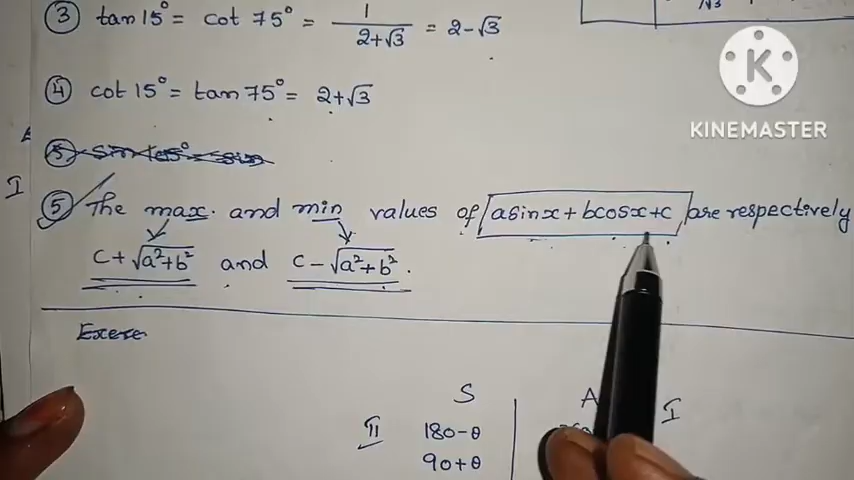 ③ tan 15° = cot 75° = 1/(2+√3) = 2-√3
④ cot 15° = tan 75° = 2+√3
I
⑤ The max. and min values of a sin x + b cos x + c are respectively
c + √(a²+b²) and c - √(a²+b²).
S A
II 180-θ I
90+θ
K
KINEMASTER